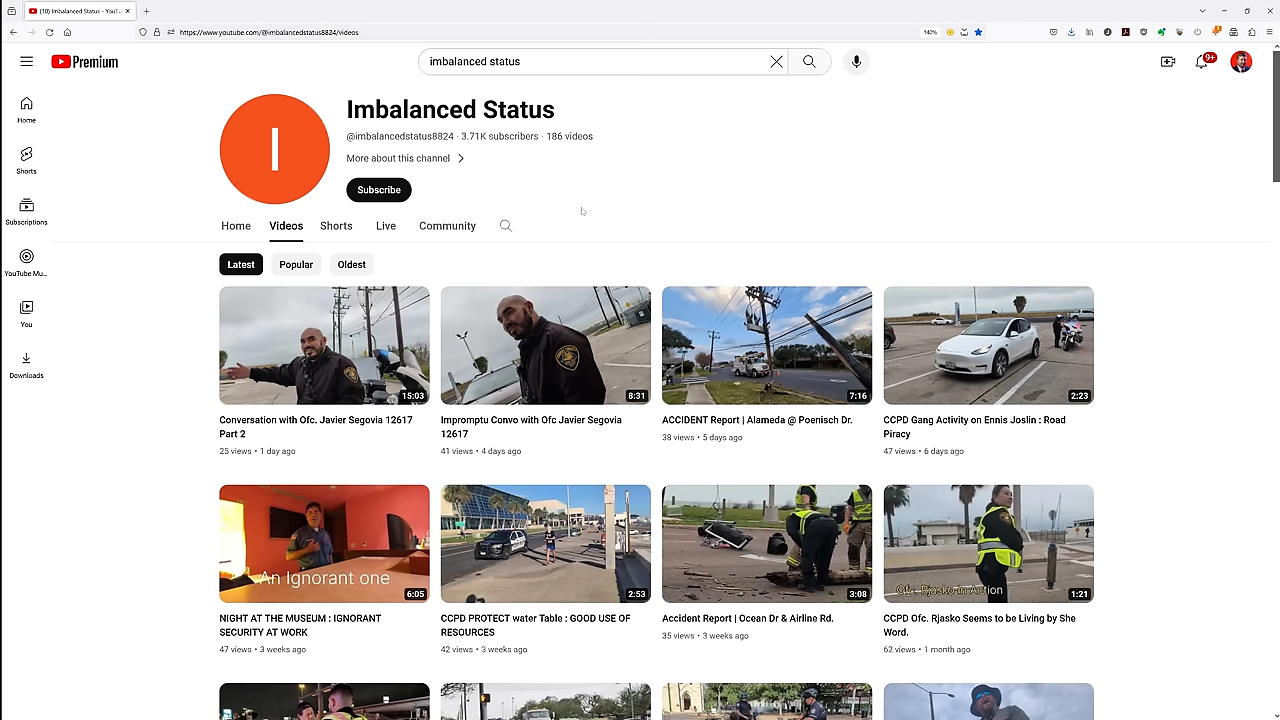 (10) Imbalanced Status - YouTu
https://www.youtube.com/@imbalancedstatus8824/videos
140%
Premium
imbalanced status
9+
Home
Shorts
Subscriptions
YouTube Mu...
You
Downloads
I
Imbalanced Status
@imbalancedstatus8824 · 3.71K subscribers · 186 videos
More about this channel
Subscribe
Home Videos Shorts Live Community
Latest Popular Oldest
15:03
8:31
7:16
2:23
Conversation with Ofc. Javier Segovia 12617
Part 2
25 views • 1 day ago
Impromptu Convo with Ofc Javier Segovia
12617
41 views • 4 days ago
ACCIDENT Report | Alameda @ Poenisch Dr.
38 views • 5 days ago
CCPD Gang Activity on Ennis Joslin : Road
Piracy
47 views • 6 days ago
An Ignorant one
6:05
2:53
3:08
Ofc. Rjasko in Action
1:21
NIGHT AT THE MUSEUM : IGNORANT
SECURITY AT WORK
47 views • 3 weeks ago
CCPD PROTECT water Table : GOOD USE OF
RESOURCES
42 views • 3 weeks ago
Accident Report | Ocean Dr & Airline Rd.
35 views • 3 weeks ago
CCPD Ofc. Rjasko Seems to be Living by She
Word.
62 views • 1 month ago